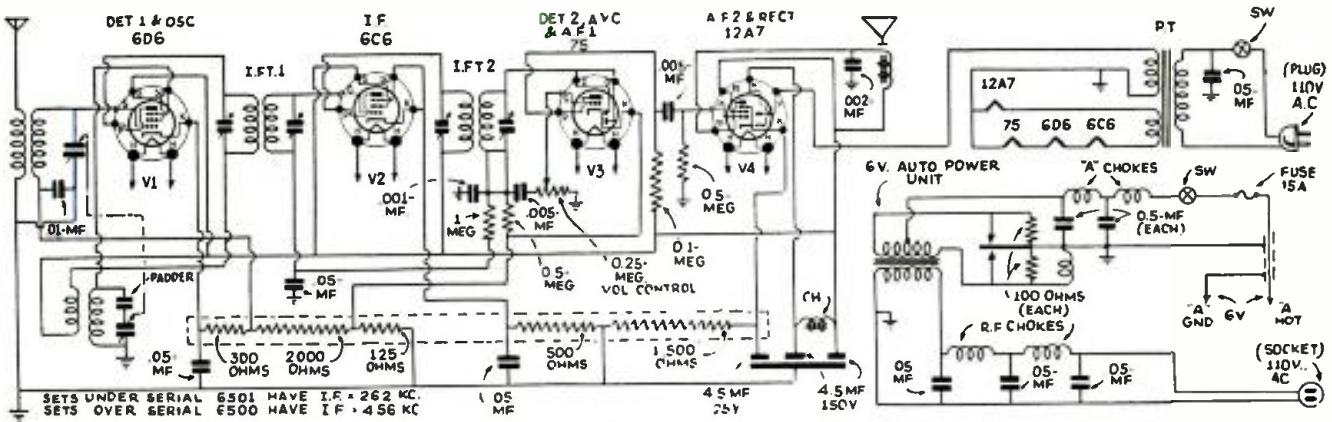 DET 1 & OSC
6D6
I.F.
6C6
DET 2, AVC
& AF1
75
A F 2 & RECT
12A7
I.F.T.1
I.F.T 2
V1
V2
V3
V4
.01-MF
PADDER
.001-
MF
1
MEG
.005-
MF
0.5-
MEG
0.25-
MEG.
VOL CONTROL
.05-
MF
MF
0.5-
MEG
0.1-
MEG
.002-
MF
.05-
MF
300
OHMS
2000
OHMS
125
OHMS
.05
MF
500
OHMS
1,500
OHMS
CH
4.5 MF
4.5 MF
150V
SETS UNDER SERIAL 6501 HAVE I.F. = 262 KC.
SETS OVER SERIAL 6500 HAVE I F = 456 KC
P.T
SW
.05-
MF
(PLUG)
110V
A.C
12A7
75
6D6
6C6
6V. AUTO POWER
UNIT
"A" CHOKES
SW
FUSE
15A
0.5-MF
(EACH)
100 OHMS
(EACH)
"A"
GND
6V
"A"
HOT
R.F CHOKES
.05
MF
.05-
MF
.05-
MF
(SOCKET)
110V..
AC